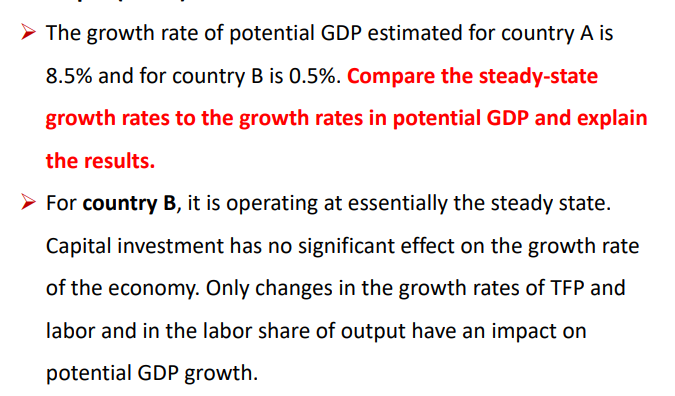 ➢ The growth rate of potential GDP estimated for country A is
8.5% and for country B is 0.5%. Compare the steady-state
growth rates to the growth rates in potential GDP and explain
the results.
➢ For country B, it is operating at essentially the steady state.
Capital investment has no significant effect on the growth rate
of the economy. Only changes in the growth rates of TFP and
labor and in the labor share of output have an impact on
potential GDP growth.